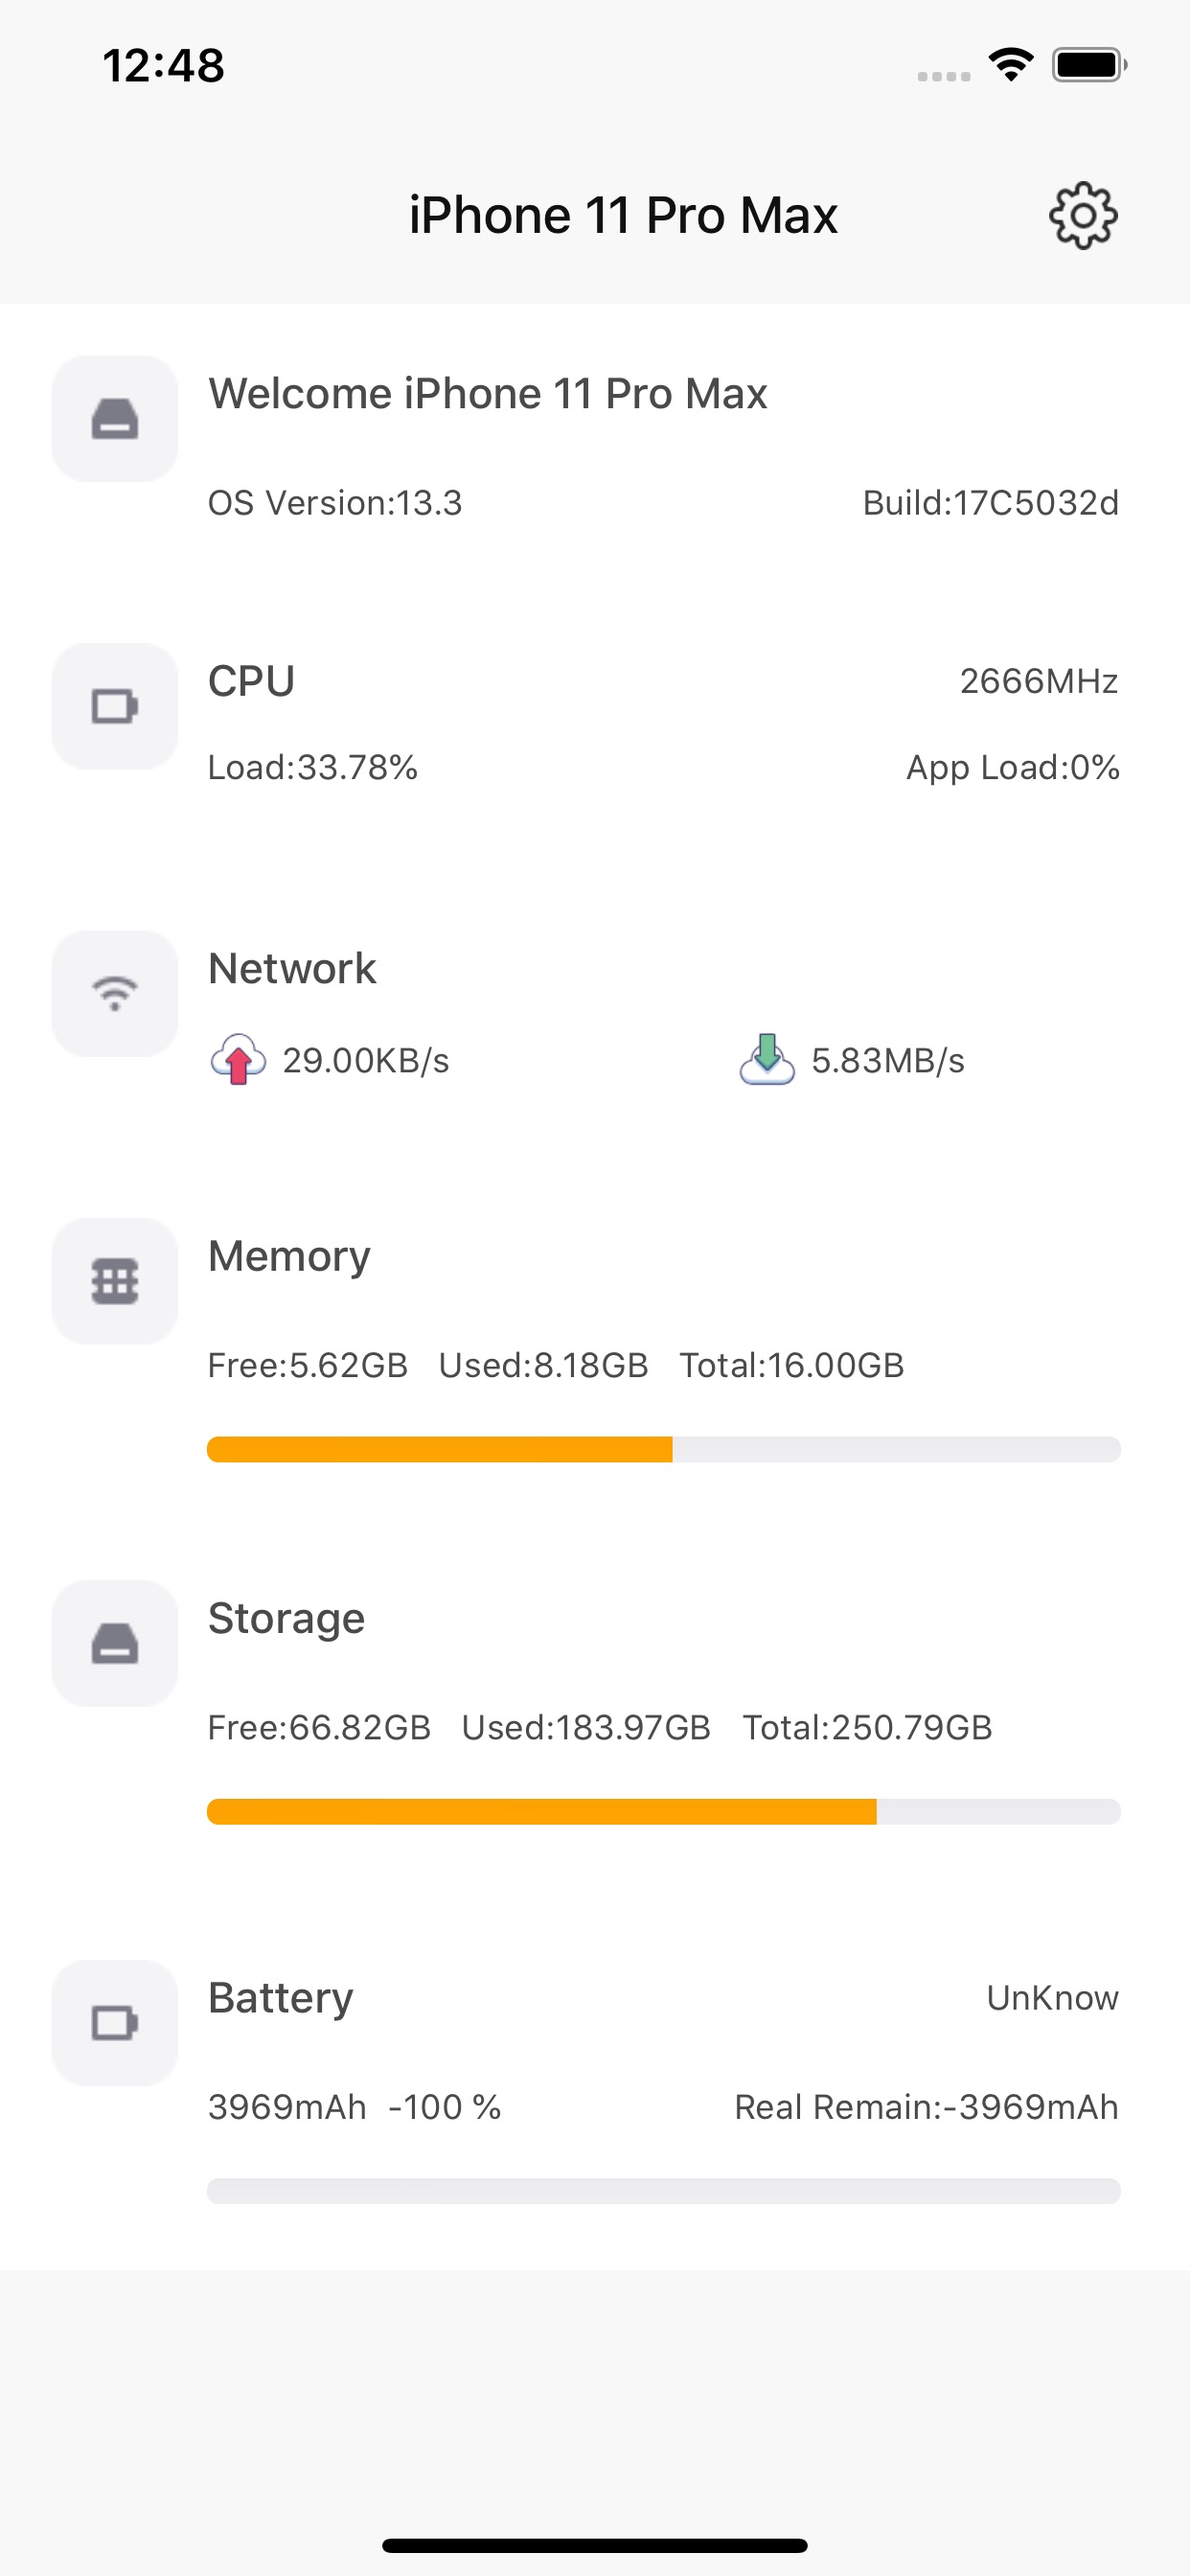 12:48
iPhone 11 Pro Max
Welcome iPhone 11 Pro Max
OS Version:13.3 Build:17C5032d
CPU 2666MHz
Load:33.78% App Load:0%
Network
29.00KB/s 5.83MB/s
Memory
Free:5.62GB Used:8.18GB Total:16.00GB
Storage
Free:66.82GB Used:183.97GB Total:250.79GB
Battery UnKnow
3969mAh -100 % Real Remain:-3969mAh